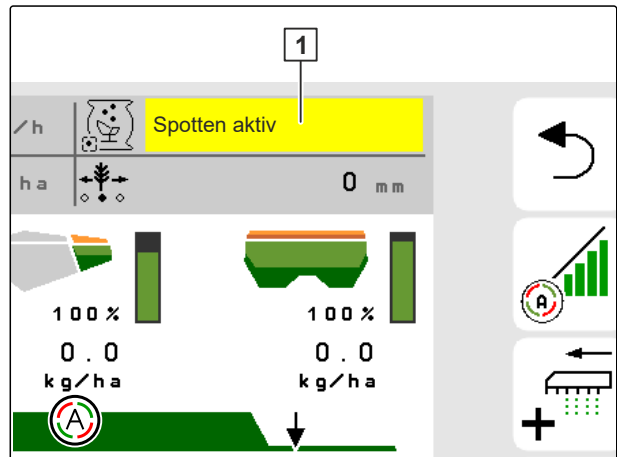 1
/h
Spotten aktiv
ha
0 mm
100% 100%
0.0 0.0
kg/ha kg/ha
A
A